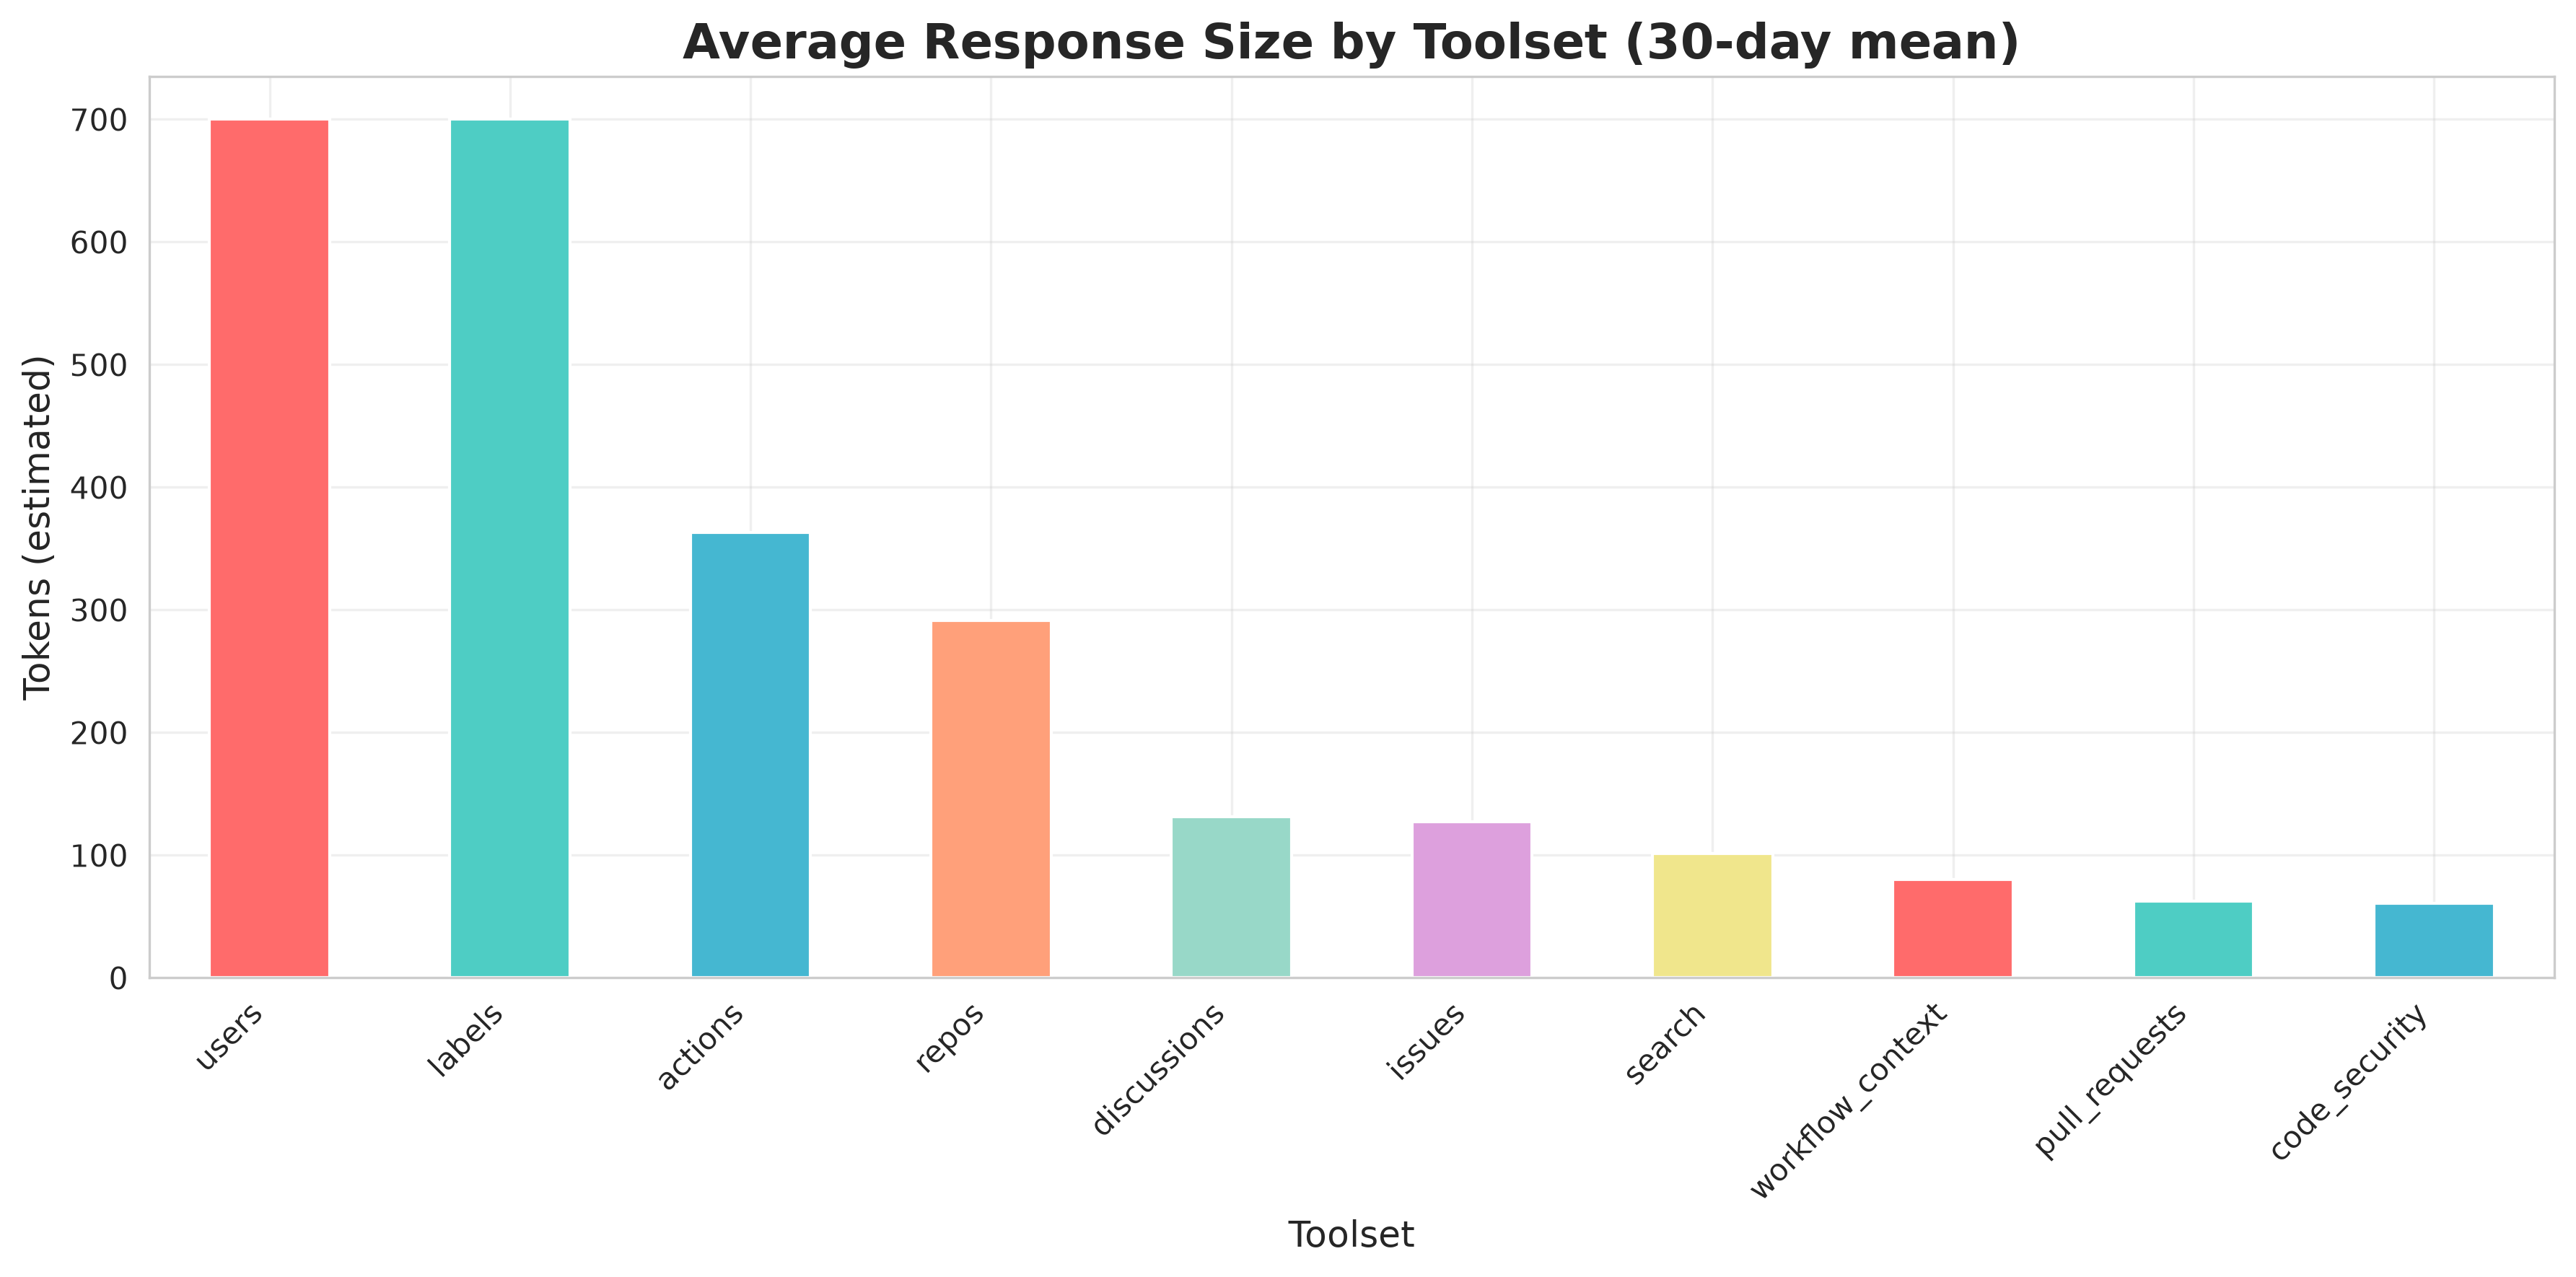 Average Response Size by Toolset (30-day mean)
Tokens (estimated)
700
600
500
400
300
200
100
0
users
labels
actions
repos
discussions
issues
search
workflow_context
pull_requests
code_security
Toolset